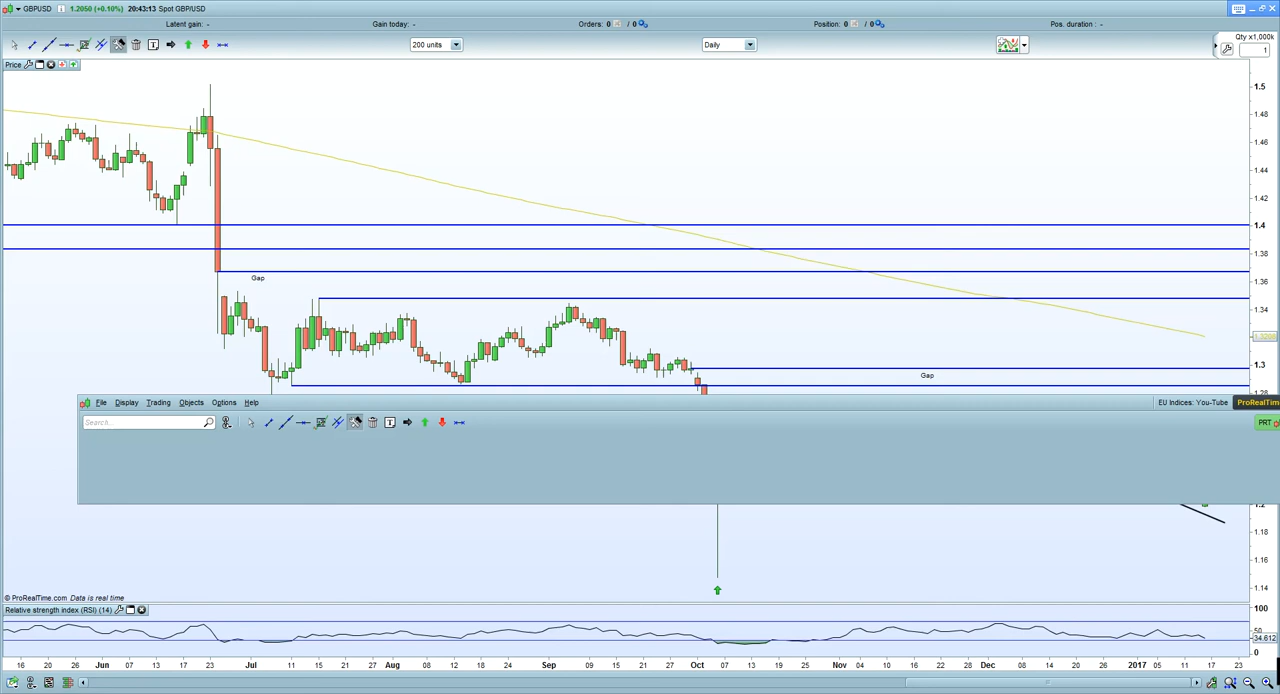 GBPUSD 1.2050 (+0.10%) 20:43:13 Spot GBP/USD
Latent gain: - Gain today: - Orders: 0 / 0 Position: 0 / 0 Pos. duration : -
200 units Daily Qty x1,000k
1
Price
1.5
1.48
1.46
1.44
1.42
1.4
1.38
Gap
1.36
1.34
1.3
Gap
1.28
File Display Trading Objects Options Help EU Indices: You-Tube ProRealTim
Search... PRT
1.2
1.18
1.16
1.14
© ProRealTime.com Data is real time
Relative strength index (RSI) (14)
100
50
34.612
0
16 20 26 Jun 07 13 17 23 Jul 11 15 21 27 Aug 08 12 18 24 Sep 09 15 21 27 Oct 07 13 19 25 Nov 04 10 16 22 28 Dec 08 14 20 26 2017 05 11 17 23